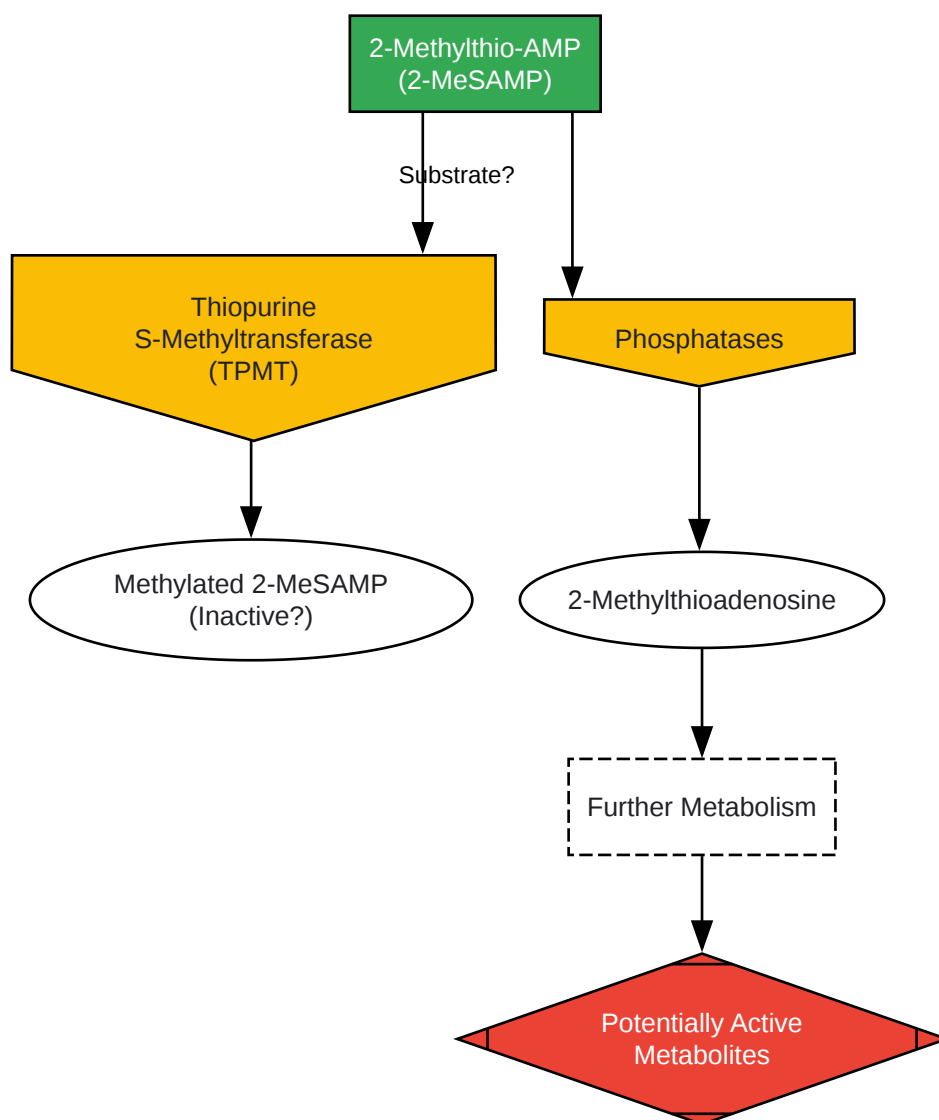 2-Methylthio-AMP
(2-MeSAMP)
Substrate?
Thiopurine
S-Methyltransferase
(TPMT)
Phosphatases
Methylated 2-MeSAMP
(Inactive?)
2-Methylthioadenosine
Further Metabolism
Potentially Active
Metabolites